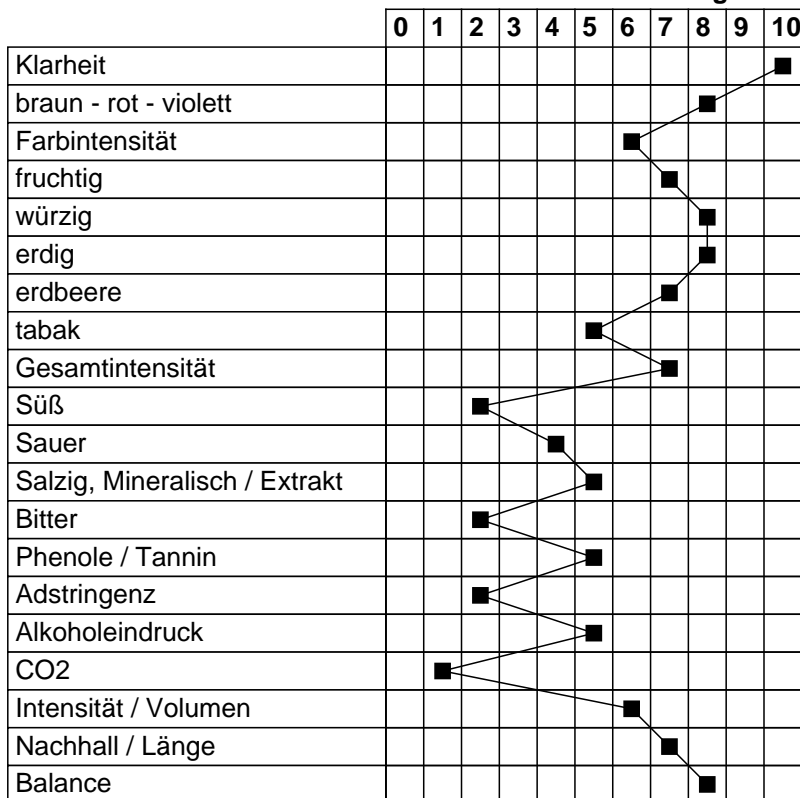 0 1 2 3 4 5 6 7 8 9 10
Klarheit
braun - rot - violett
Farbintensität
fruchtig
würzig
erdig
erdbeere
tabak
Gesamtintensität
Süß
Sauer
Salzig, Mineralisch / Extrakt
Bitter
Phenole / Tannin
Adstringenz
Alkoholeindruck
CO2
Intensität / Volumen
Nachhall / Länge
Balance